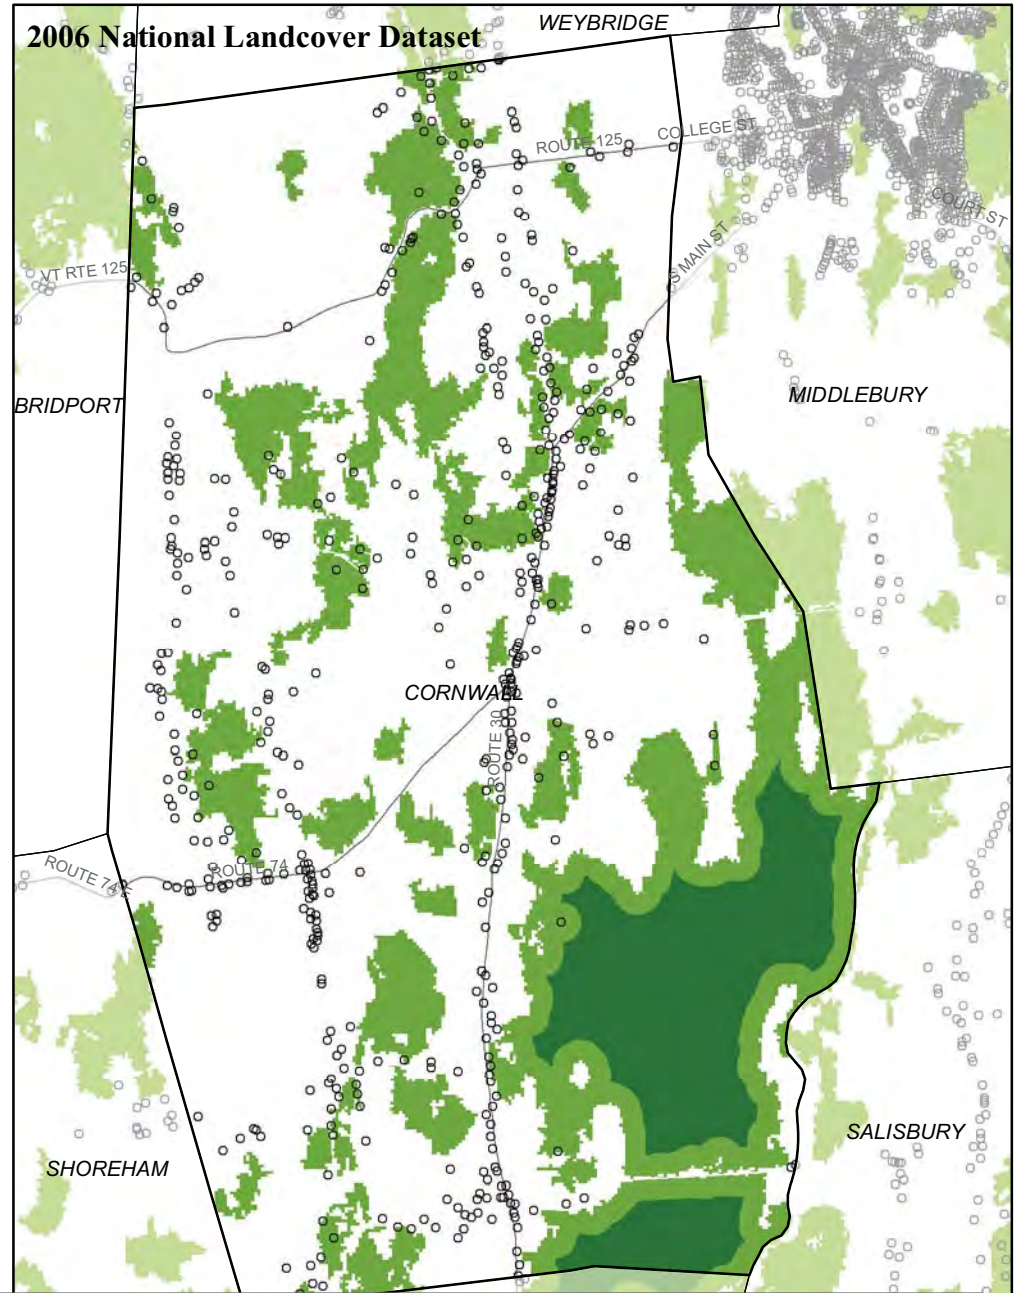 WEYBRIDGE
2006 National Landcover Dataset
ROUTE 125
COLLEGE ST
COURT ST
S MAIN ST
VT RTE 125
BRIDPORT
MIDDLEBURY
CORNWALL
ROUTE 30
ROUTE 74
ROUTE 74 E
SALISBURY
SHOREHAM